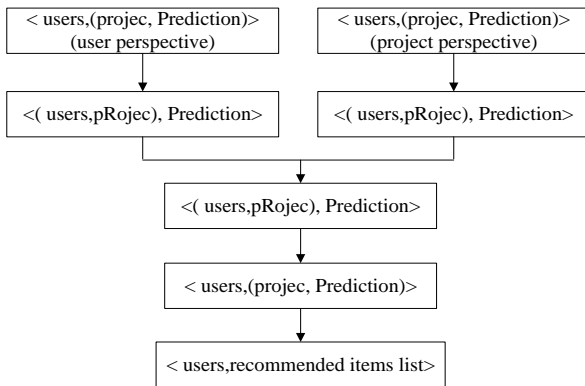 < users,(projec, Prediction)>
(user perspective)
< users,(projec, Prediction)>
(project perspective)
<( users,pRojec), Prediction>
<( users,pRojec), Prediction>
<( users,pRojec), Prediction>
< users,(projec, Prediction)>
< users,recommended items list>